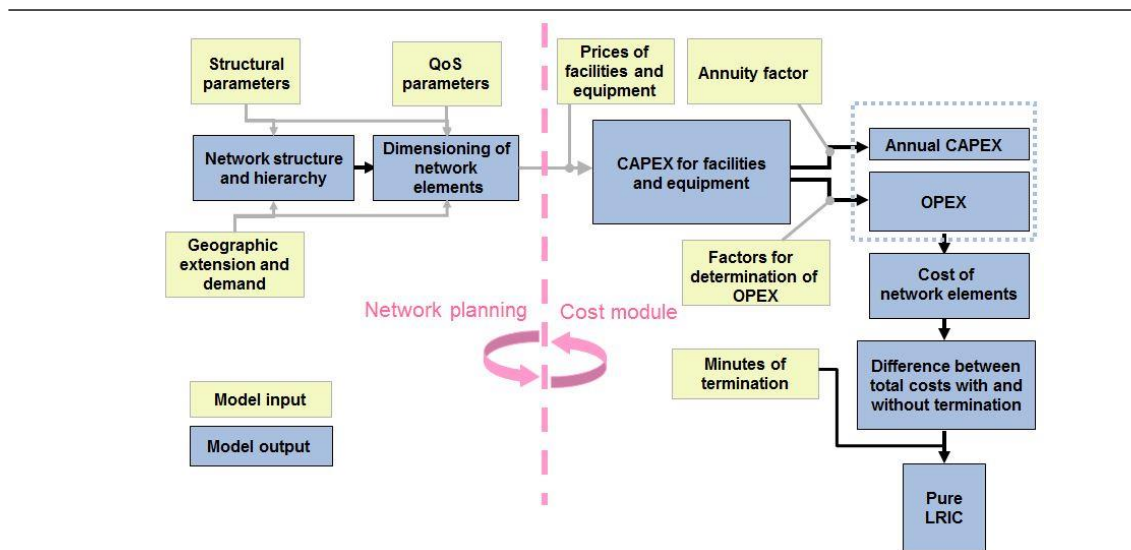 Structural
parameters
QoS
parameters
Prices of
facilities and
equipment
Annuity factor
Network structure
and hierarchy
Dimensioning of
network
elements
CAPEX for facilities
and equipment
Annual CAPEX
OPEX
Geographic
extension and
demand
Factors for
determination of
OPEX
Cost of
network elements
Network planning
Cost module
Minutes of
termination
Difference between
total costs with and
without termination
Model input
Model output
Pure
LRIC